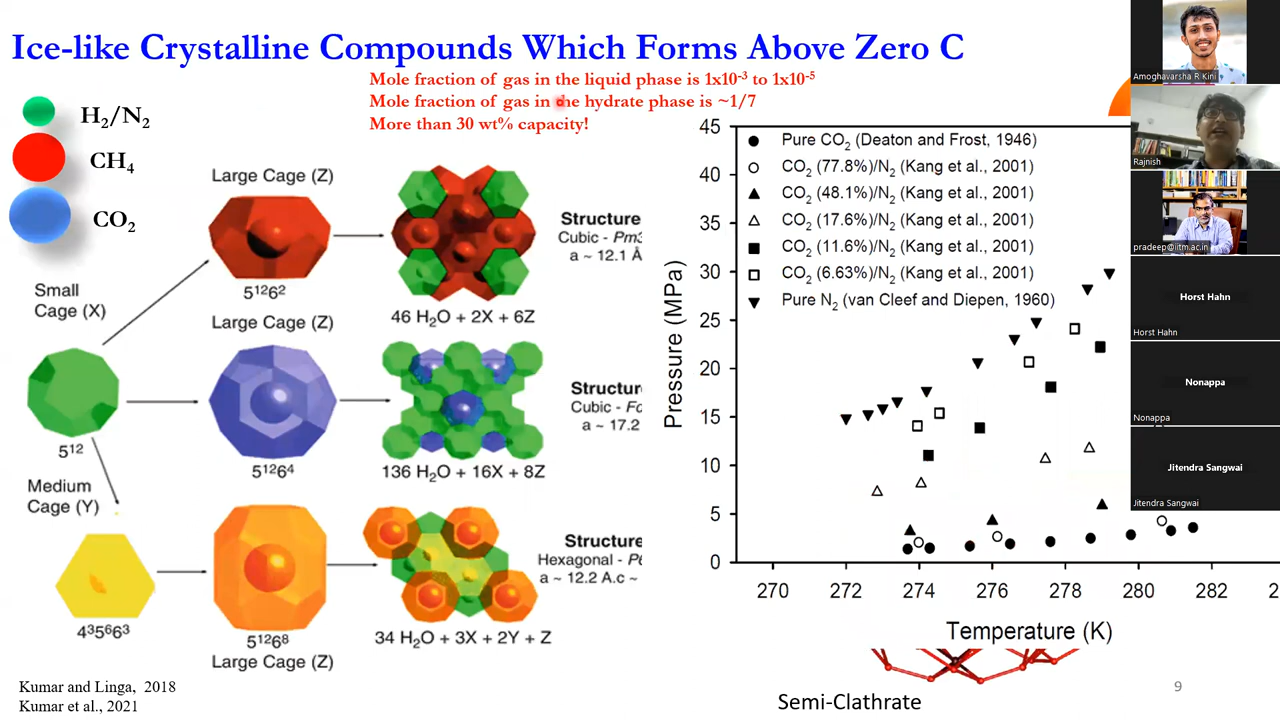 Ice-like Crystalline Compounds Which Forms Above Zero C
Mole fraction of gas in the liquid phase is 1x10⁻³ to 1x10⁻⁵
Mole fraction of gas in the hydrate phase is ~1/7
More than 30 wt% capacity!
H₂/N₂
CH₄
CO₂
Small
Cage (X)
5¹²
Medium
Cage (Y)
4³5⁶6³
Large Cage (Z)
5¹²6²
Large Cage (Z)
5¹²6⁴
5¹²6⁸
Large Cage (Z)
46 H₂O + 2X + 6Z
136 H₂O + 16X + 8Z
34 H₂O + 3X + 2Y + Z
Structure
Cubic - Pm3
a ~ 12.1 Å
Structur
Cubic - Fd
a ~ 17.2
Structure
Hexagonal - P6
a ~ 12.2 A.c ~
Pure CO₂ (Deaton and Frost, 1946)
CO₂ (77.8%)/N₂ (Kang et al., 2001)
CO₂ (48.1%)/N₂ (Kang et al., 2001)
CO₂ (17.6%)/N₂ (Kang et al., 2001)
CO₂ (11.6%)/N₂ (Kang et al., 2001)
CO₂ (6.63%)/N₂ (Kang et al., 2001)
Pure N₂ (van Cleef and Diepen, 1960)
Pressure (MPa)
45
40
35
30
25
20
15
10
5
0
270 272 274 276 278 280 282 2
Temperature (K)
Semi-Clathrate
Kumar and Linga, 2018
Kumar et al., 2021
9
Amoghavarsha R Kini
Rajnish
pradeep@iitm.ac.in
Horst Hahn
Horst Hahn
Nonappa
Nonappa
Jitendra Sangwai
Jitendra Sangwai